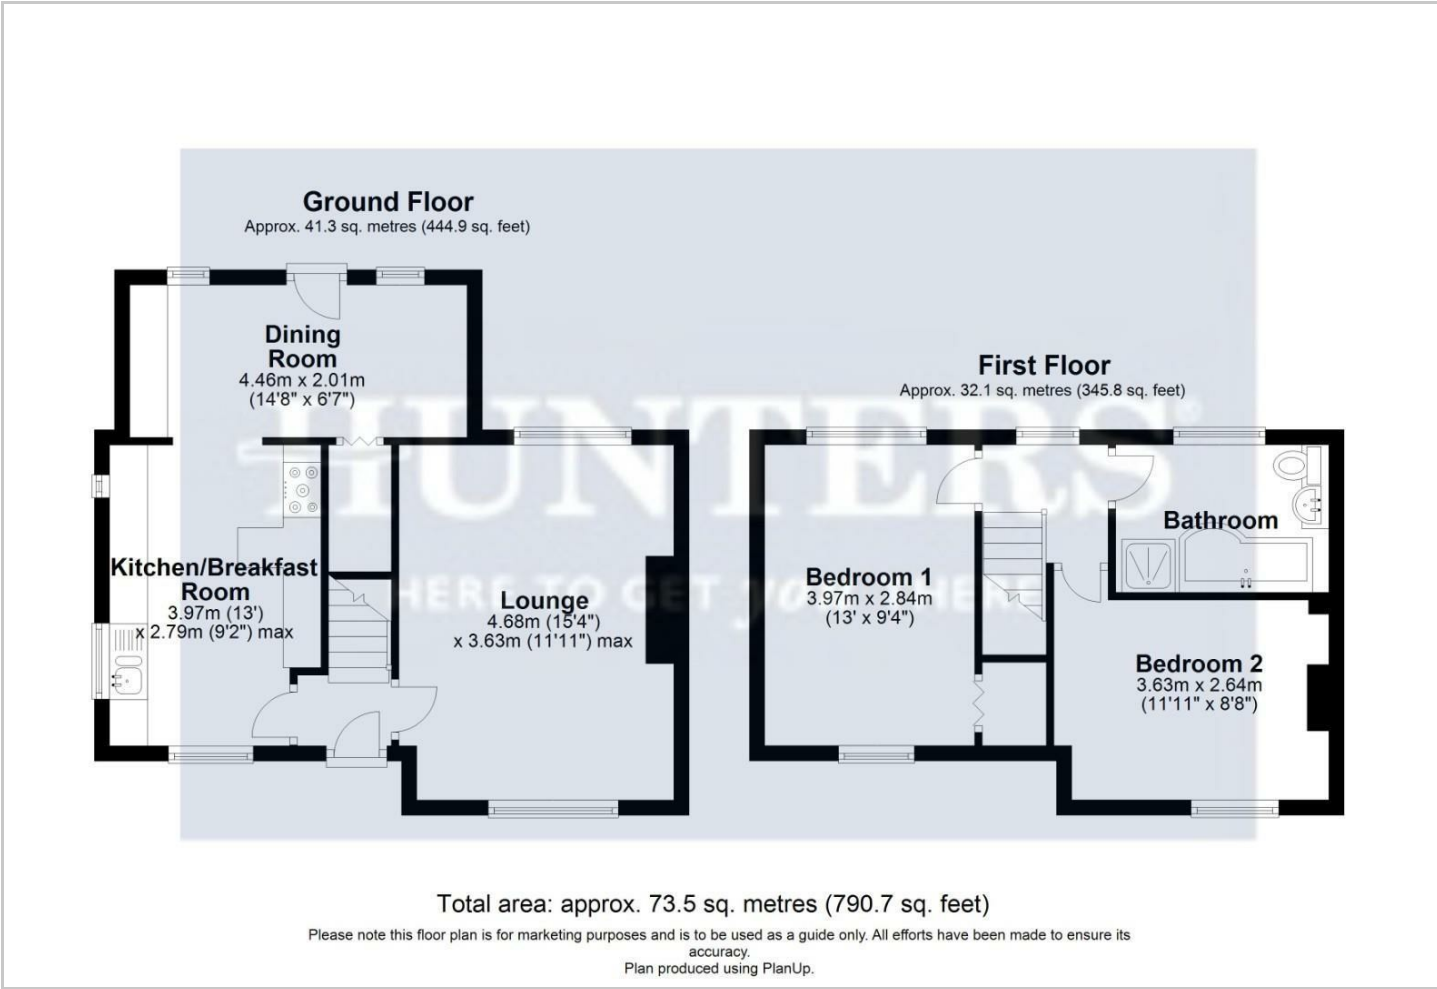 Ground Floor
Approx. 41.3 sq. metres (444.9 sq. feet)
Dining
Room
4.46m x 2.01m
(14'8" x 6'7")
Kitchen/Breakfast
Room
3.97m (13')
x 2.79m (9'2") max
Lounge
4.68m (15'4")
x 3.63m (11'11") max
First Floor
Approx. 32.1 sq. metres (345.8 sq. feet)
Bedroom 1
3.97m x 2.84m
(13' x 9'4")
Bathroom
Bedroom 2
3.63m x 2.64m
(11'11" x 8'8")
HUNTERS®
HERE TO GET you THERE
Total area: approx. 73.5 sq. metres (790.7 sq. feet)
Please note this floor plan is for marketing purposes and is to be used as a guide only. All efforts have been made to ensure its
accuracy.
Plan produced using PlanUp.